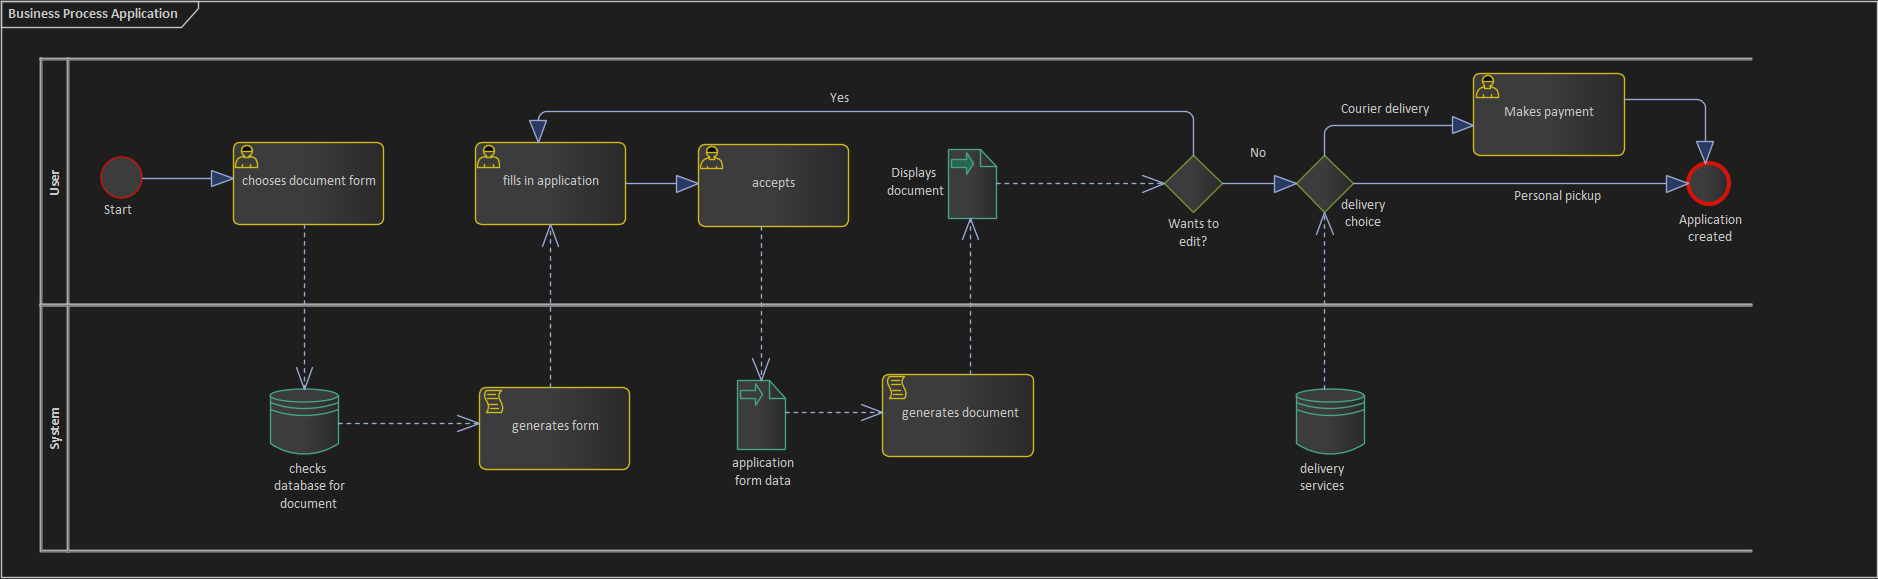 Business Process Application
User
Start
chooses document form
Yes
fills in application
accepts
Displays
document
Wants to
edit?
No
delivery
choice
Courier delivery
Makes payment
Personal pickup
Application
created
System
checks
database for
document
generates form
application
form data
generates document
delivery
services